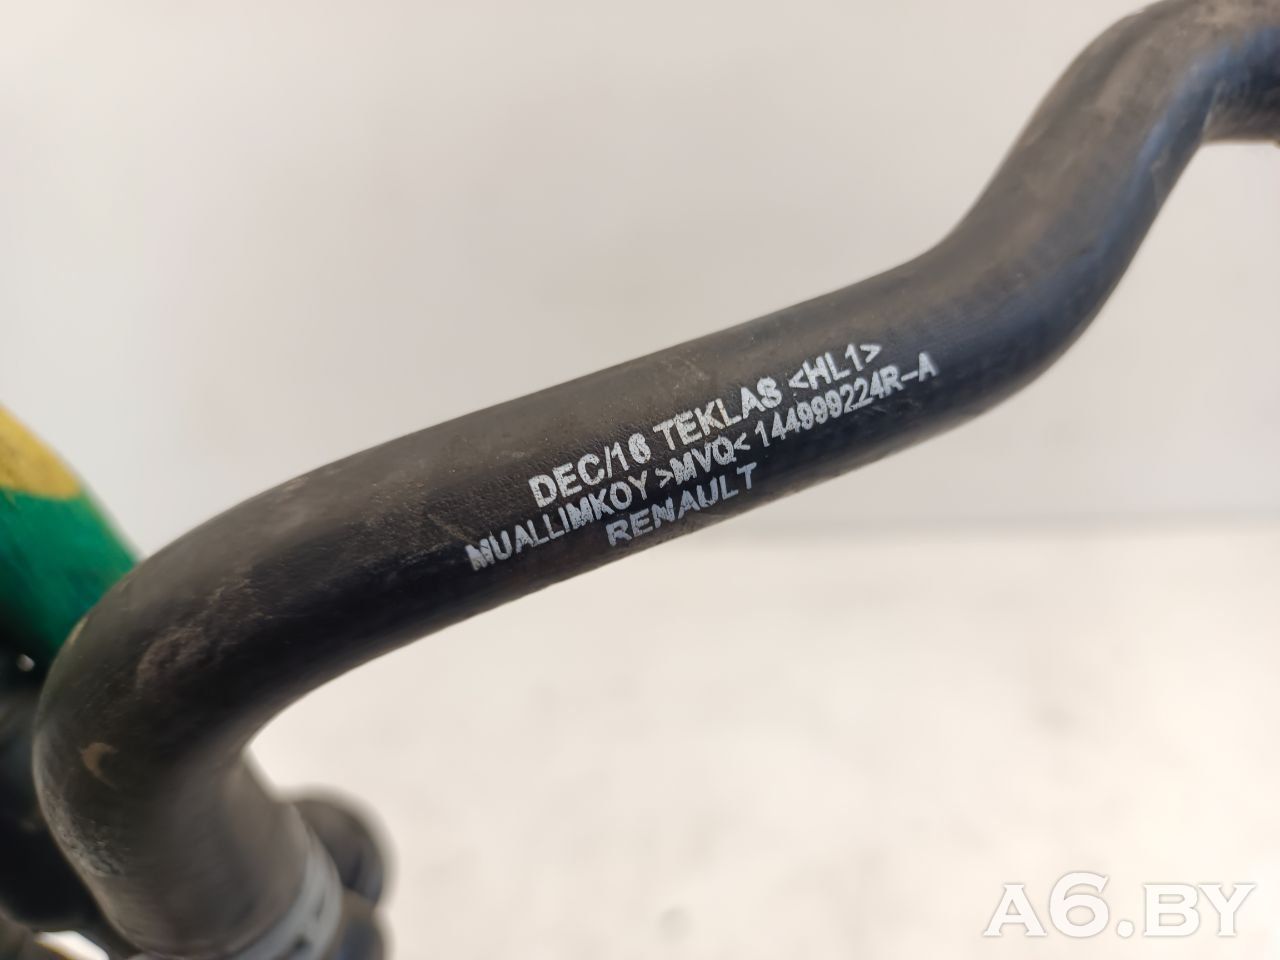 DEC/16 TEKLAS <HL1>
MUALLIMKOY >MVQ< 144999224R-A
RENAULT
A6.BY